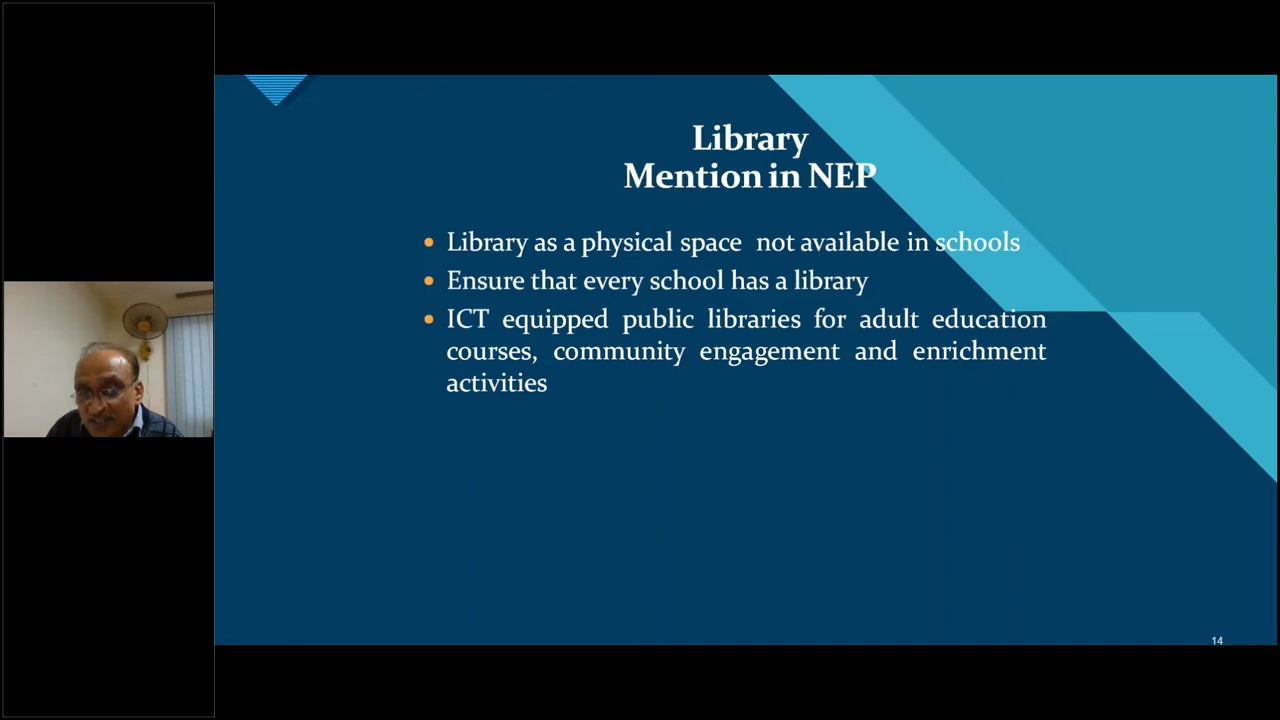 Library
Mention in NEP
• Library as a physical space  not available in schools
• Ensure that every school has a library
• ICT equipped public libraries for adult education
courses, community engagement and enrichment
activities
14